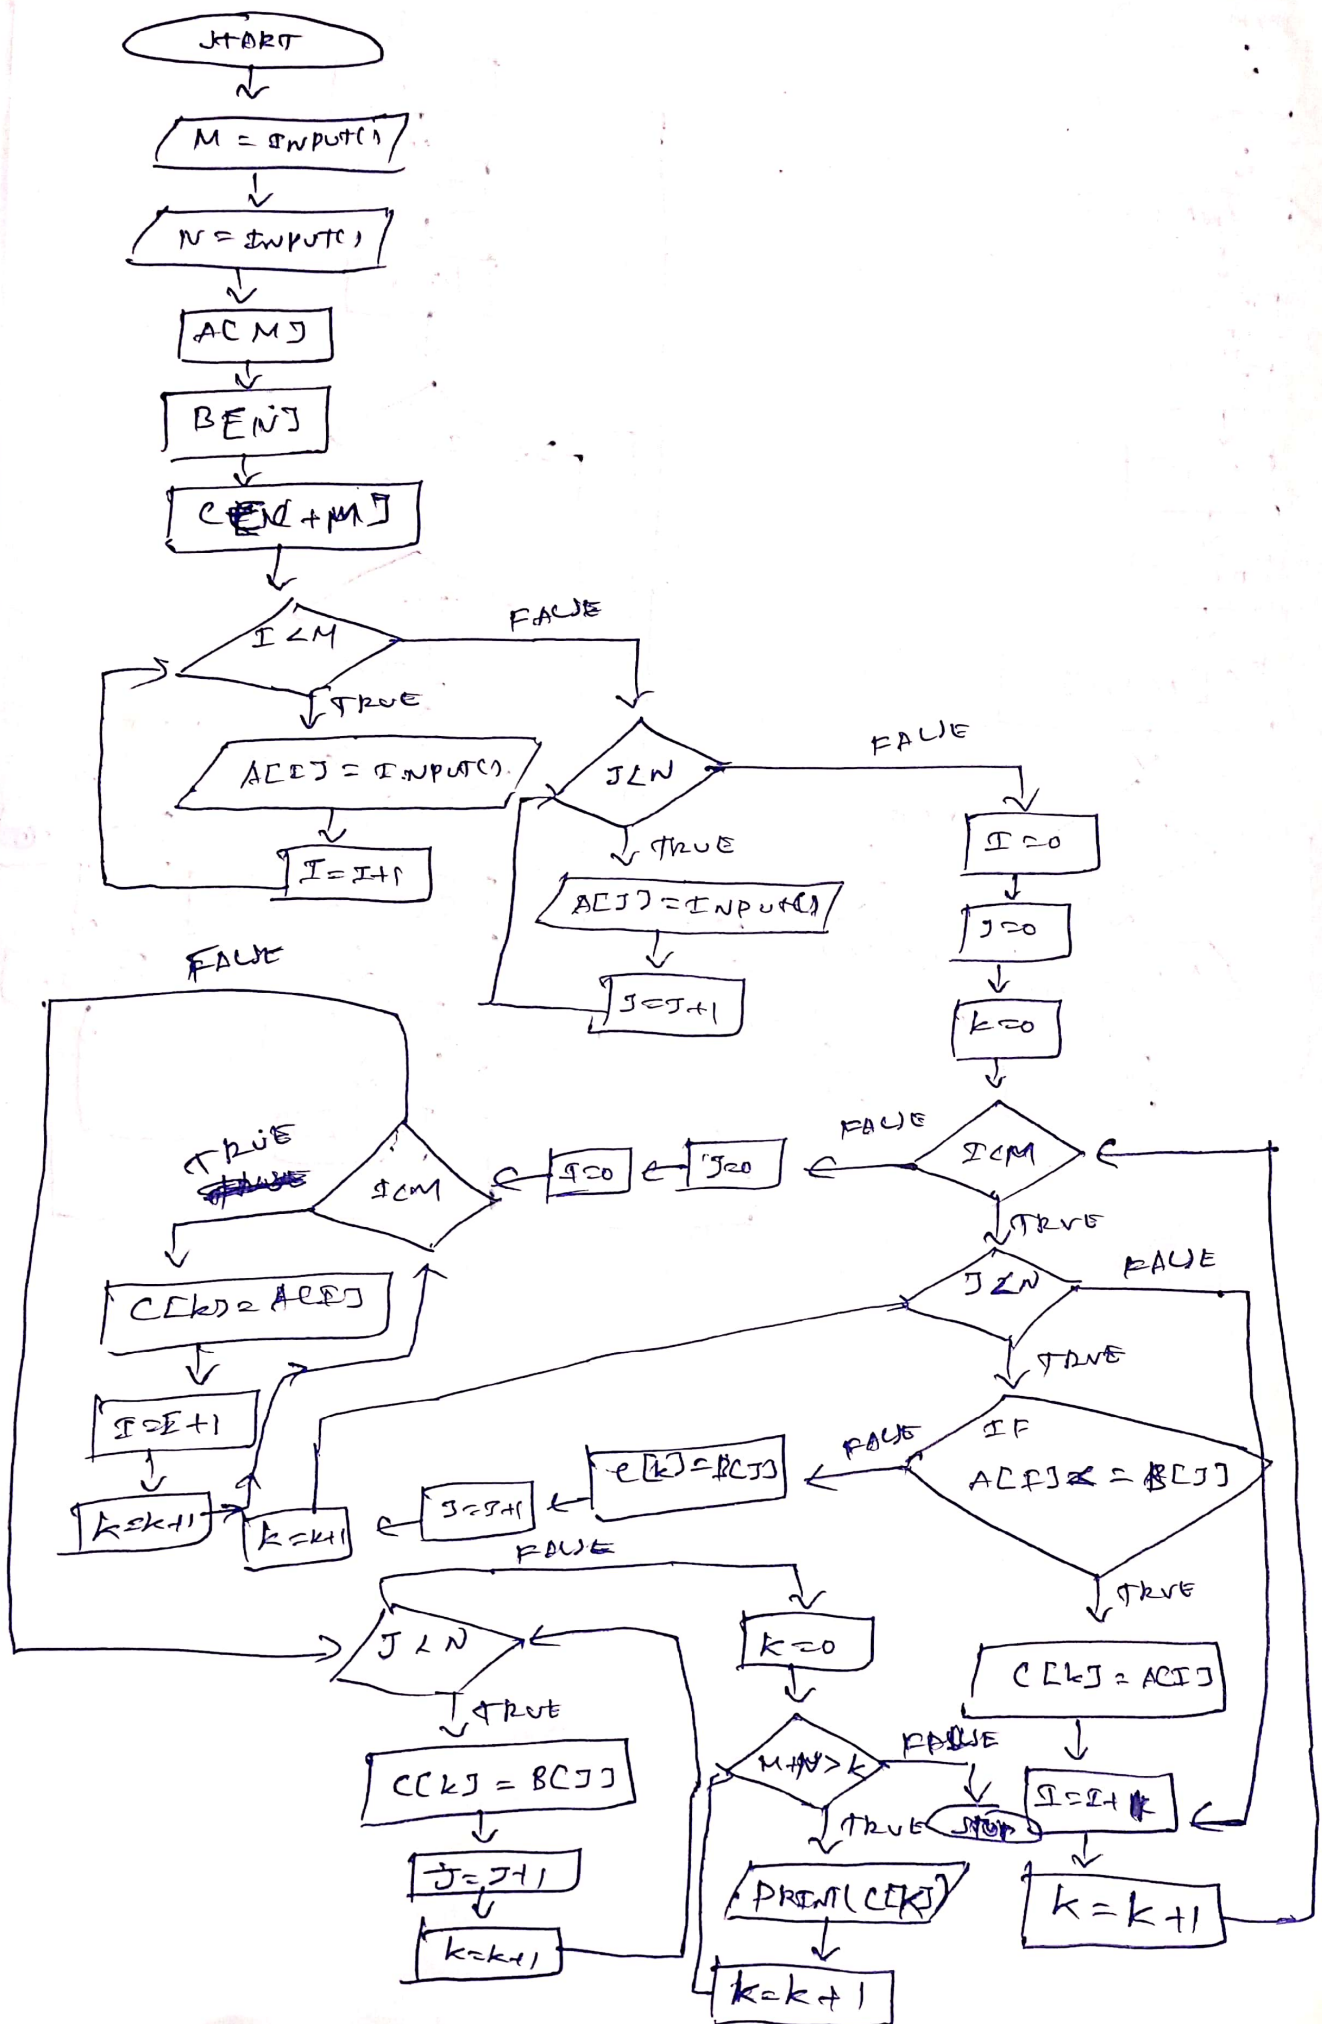 START
M = INPUT()
N = INPUT()
A[M]
B[N]
C[N+M]
I<M
FALSE
TRUE
A[I] = INPUT()
I=I+1
J<N
FALSE
TRUE
A[J]=INPUT()
J=J+1
I=0
J=0
k=0
I<M
FALSE
TRUE
J=0
I=0
I<M
FALSE
TRUE
C[k]=A[I]
I=I+1
k=k+1
J<N
FALSE
TRUE
IF
A[I]<=B[J]
FALSE
C[k]=B[J]
J=J+1
k=k+1
TRUE
C[k]=A[I]
k=k+1
J<N
FALSE
TRUE
C[k]=B[J]
J=J+1
k=k+1
k=0
M+N>k
FALSE
STOP
TRUE
PRINT(C[K])
k=k+1